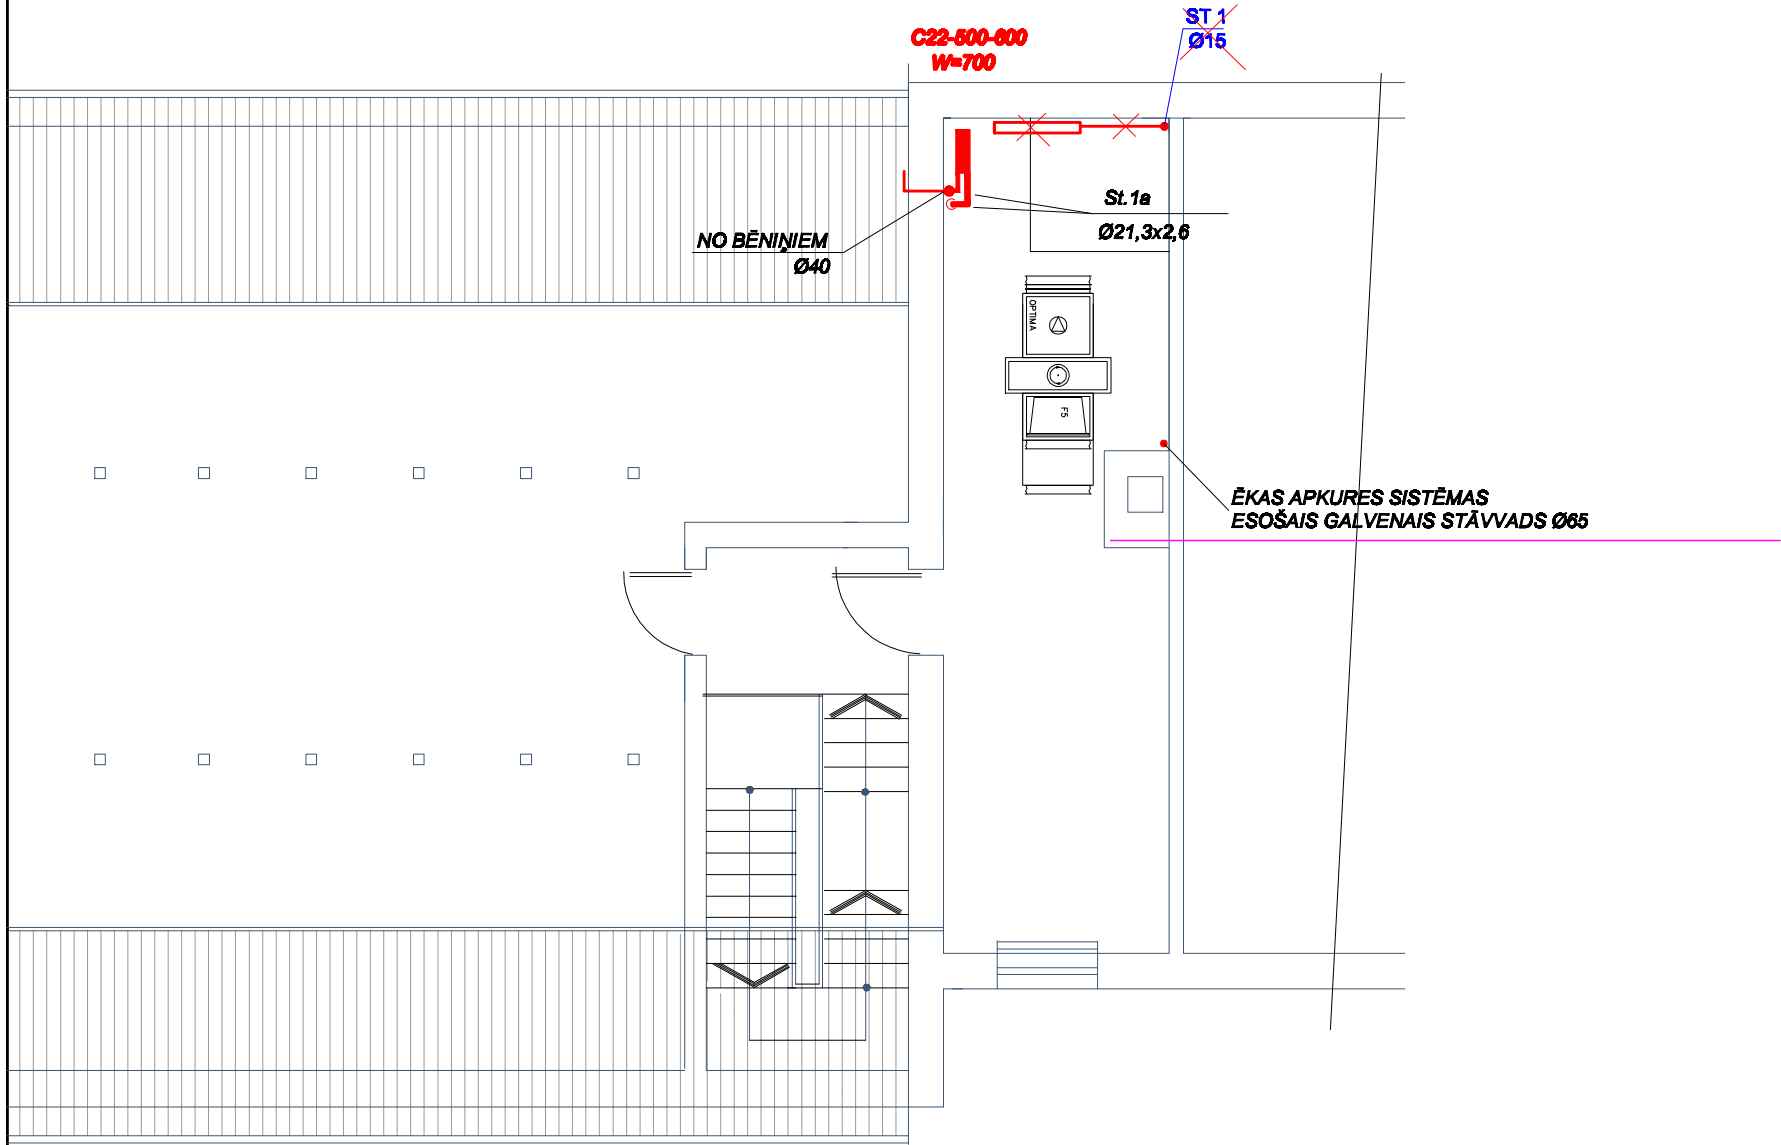 ST 1
Ø15
C22-500-600
W=700
St.1a
Ø21,3x2,6
NO BĒNIŅIEM
Ø40
OPTIMA
F5
ĒKAS APKURES SISTĒMAS
ESOŠAIS GALVENAIS STĀVVADS Ø65